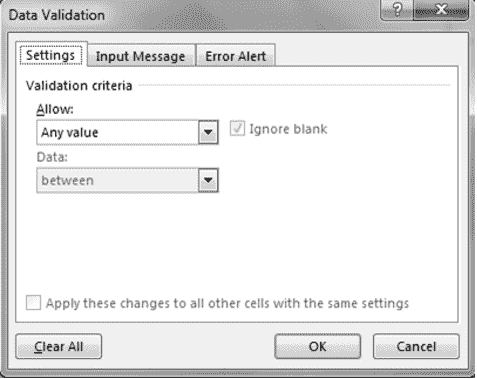 Data Validation
Settings Input Message Error Alert
Validation criteria
Allow:
Any value Ignore blank
Data:
between
Apply these changes to all other cells with the same settings
Clear All OK Cancel